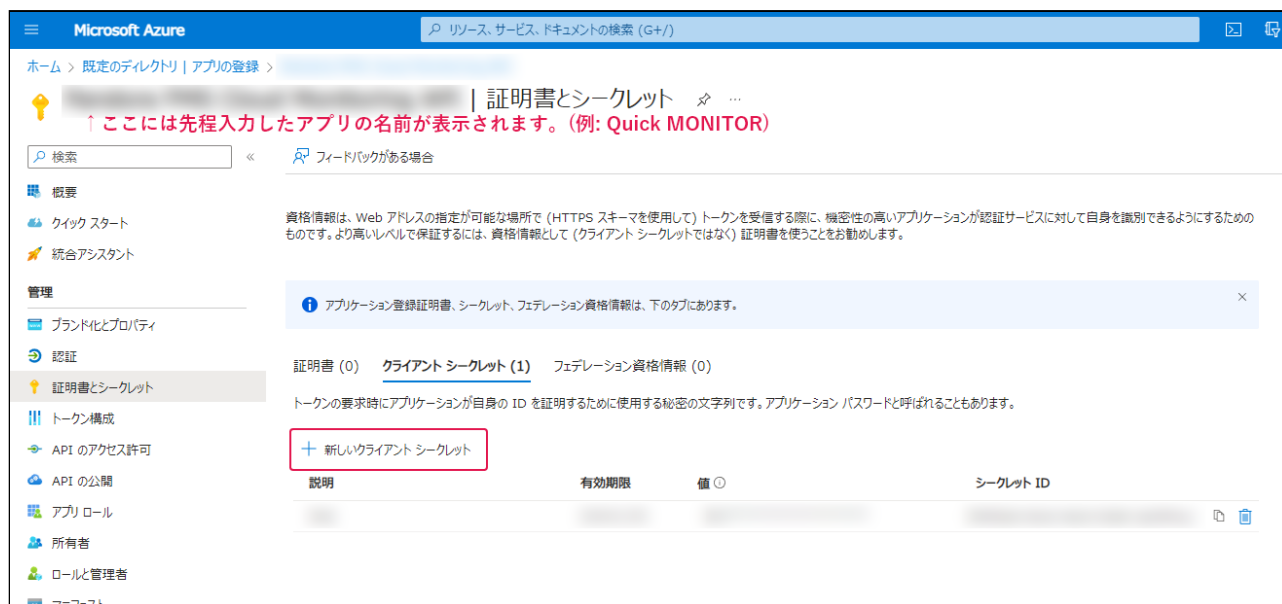 Microsoft Azure
リソース、サービス、ドキュメントの検索 (G+/)
ホーム > 既定のディレクトリ | アプリの登録 >
| 証明書とシークレット
↑ここには先程入力したアプリの名前が表示されます。(例: Quick MONITOR)
検索
フィードバックがある場合
概要
クイック スタート
統合アシスタント
管理
ブランド化とプロパティ
認証
証明書とシークレット
トークン構成
API のアクセス許可
API の公開
アプリ ロール
所有者
ロールと管理者
マニフェスト
資格情報は、Web アドレスの指定が可能な場所で (HTTPS スキーマを使用して) トークンを受信する際に、機密性の高いアプリケーションが認証サービスに対して自身を識別できるようにするための
ものです。より高いレベルで保証するには、資格情報として (クライアント シークレットではなく) 証明書を使うことをお勧めします。
アプリケーション登録証明書、シークレット、フェデレーション資格情報は、下のタブにあります。
証明書 (0) クライアント シークレット (1) フェデレーション資格情報 (0)
トークンの要求時にアプリケーションが自身の ID を証明するために使用する秘密の文字列です。アプリケーション パスワードと呼ばれることもあります。
新しいクライアント シークレット
説明 有効期限 値 シークレット ID